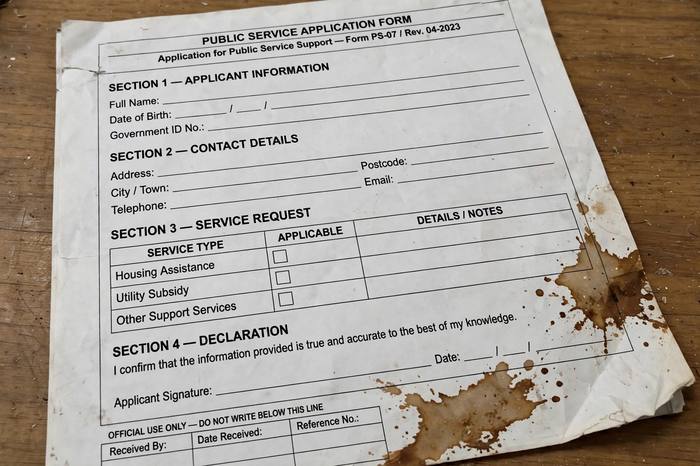 PUBLIC SERVICE APPLICATION FORM
Application for Public Service Support — Form PS-07 / Rev. 04-2023
SECTION 1 — APPLICANT INFORMATION
Full Name:
Date of Birth: / /
Government ID No.:
SECTION 2 — CONTACT DETAILS
Address:
City / Town: Postcode:
Telephone: Email:
SECTION 3 — SERVICE REQUEST
SERVICE TYPE APPLICABLE DETAILS / NOTES
Housing Assistance
Utility Subsidy
Other Support Services
SECTION 4 — DECLARATION
I confirm that the information provided is true and accurate to the best of my knowledge.
Applicant Signature: Date: / /
OFFICIAL USE ONLY — DO NOT WRITE BELOW THIS LINE
Received By: Date Received: Reference No.: